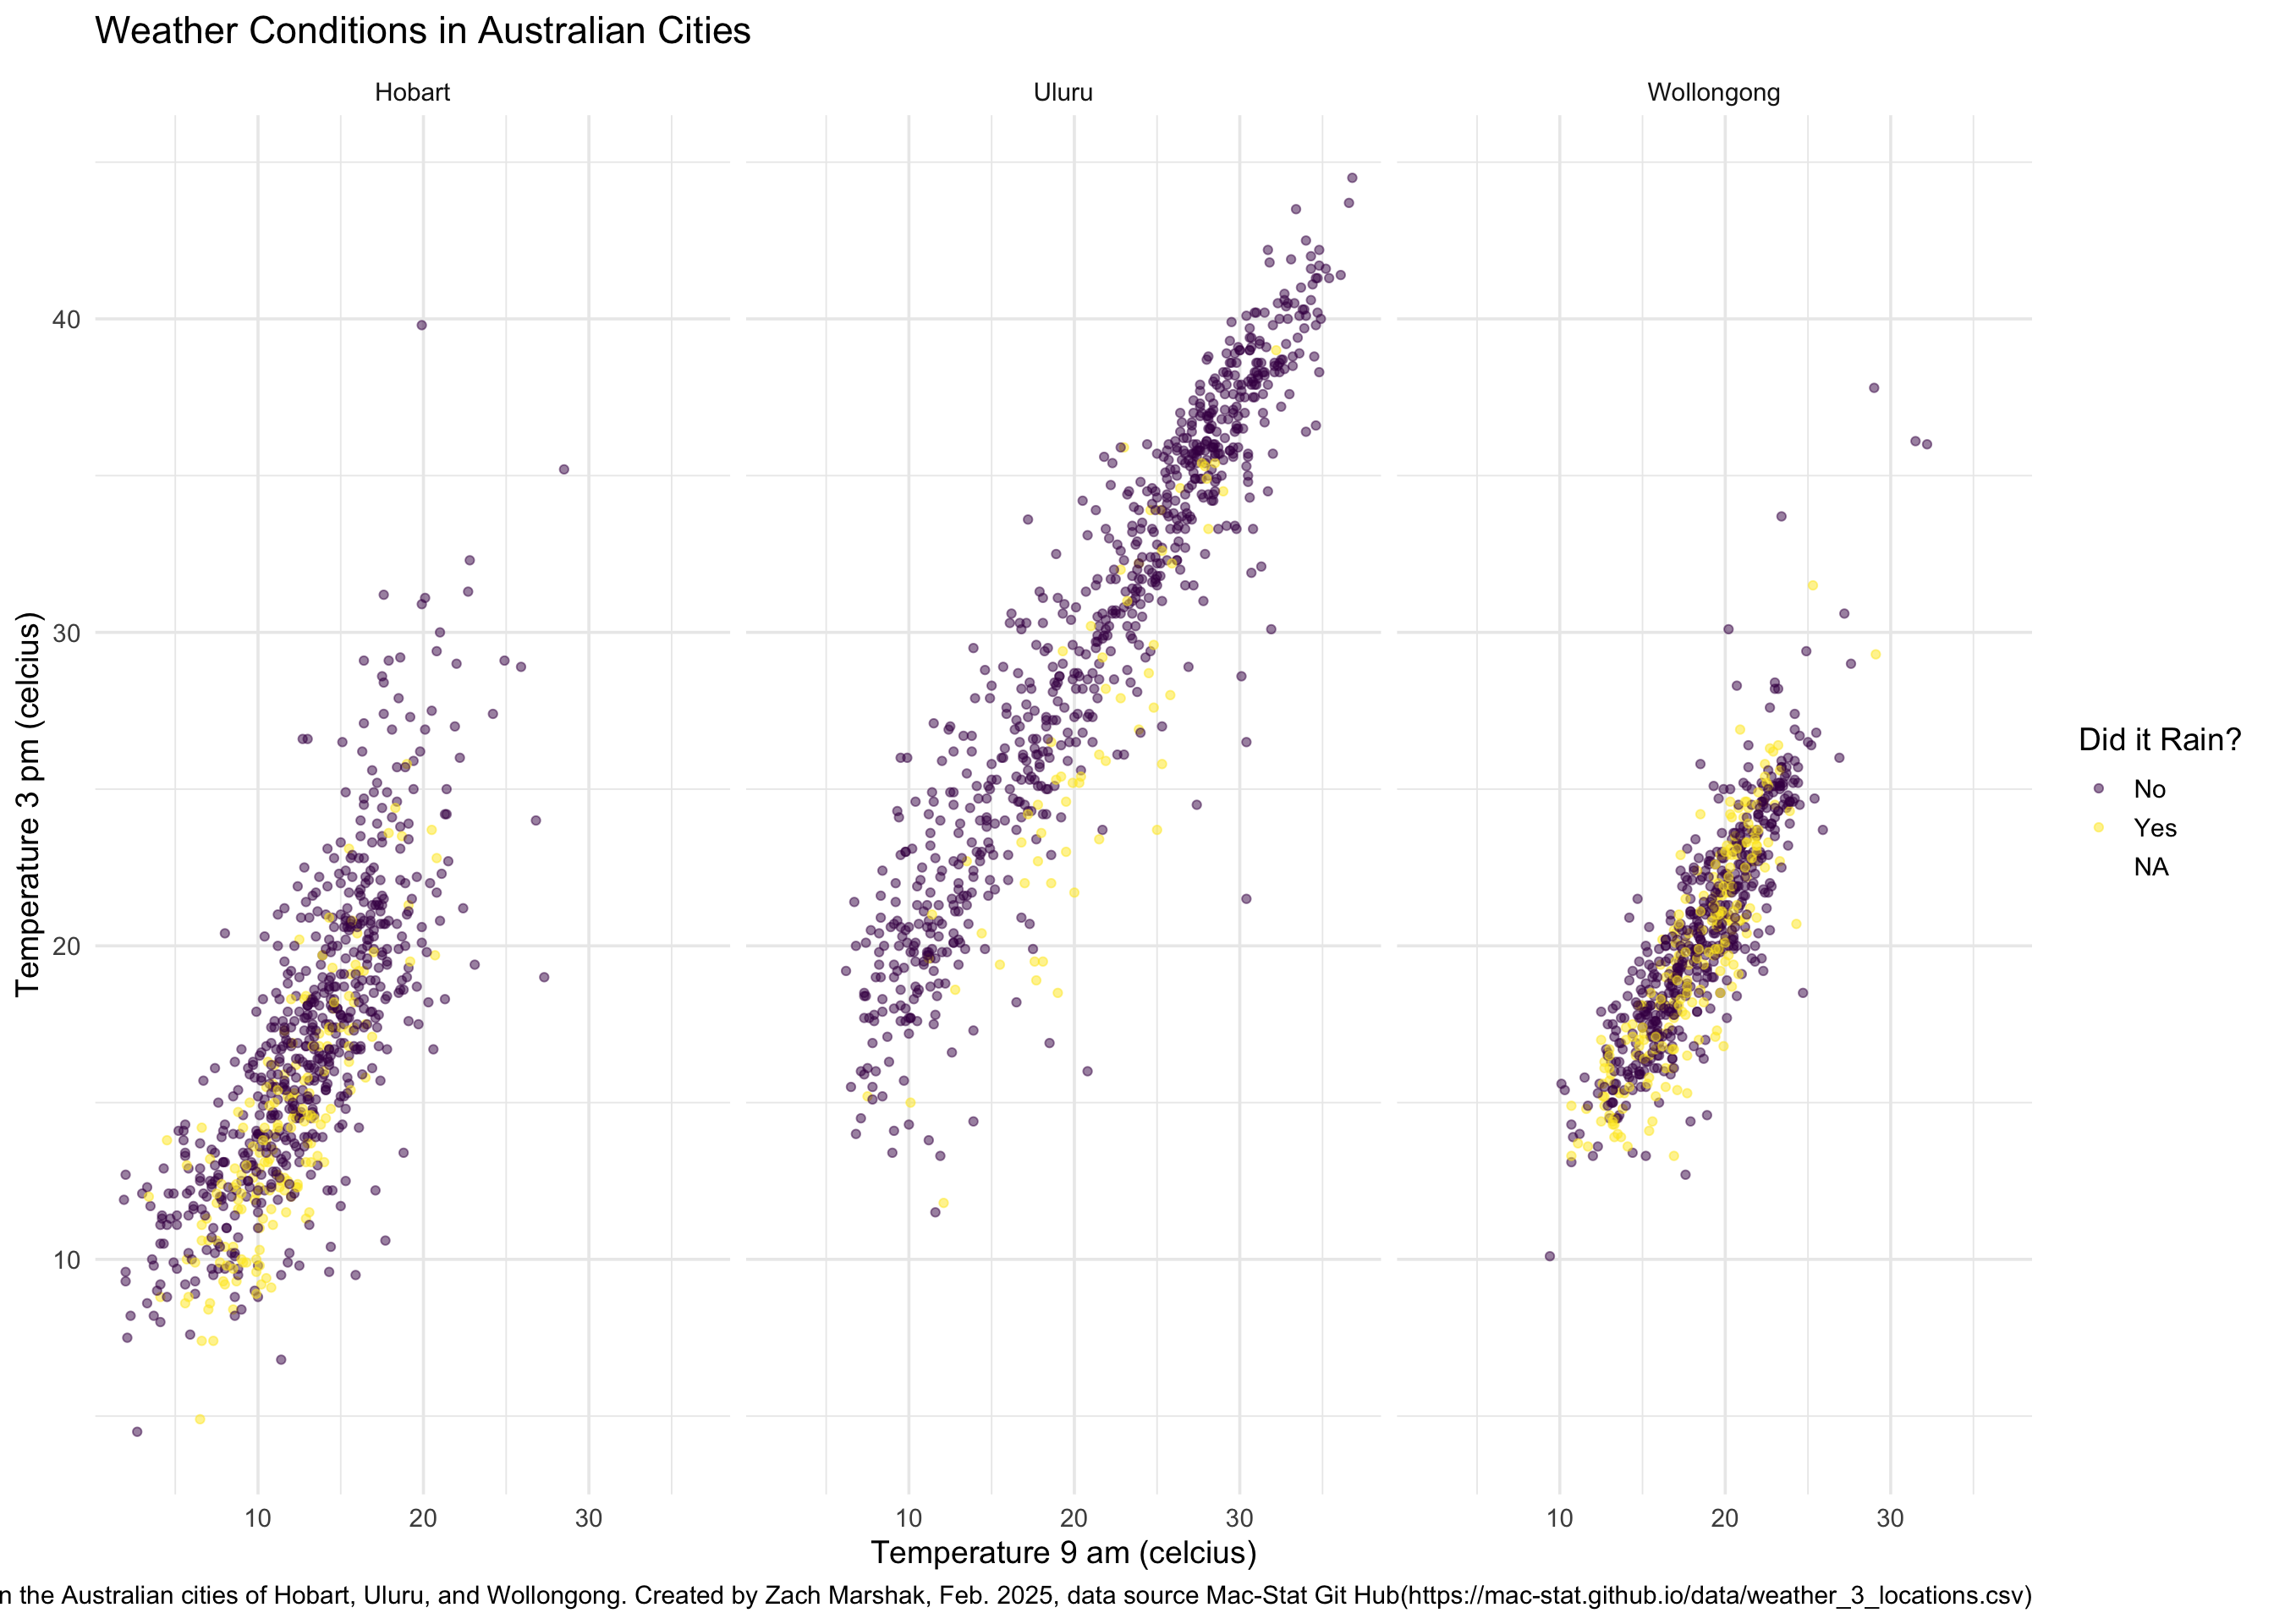 Weather Conditions in Australian Cities
Hobart
Uluru
Wollongong
40
30
20
10
Temperature 3 pm (celcius)
10 20 30
10 20 30
10 20 30
Temperature 9 am (celcius)
Did it Rain?
No
Yes
NA
n the Australian cities of Hobart, Uluru, and Wollongong. Created by Zach Marshak, Feb. 2025, data source Mac-Stat Git Hub(https://mac-stat.github.io/data/weather_3_locations.csv)